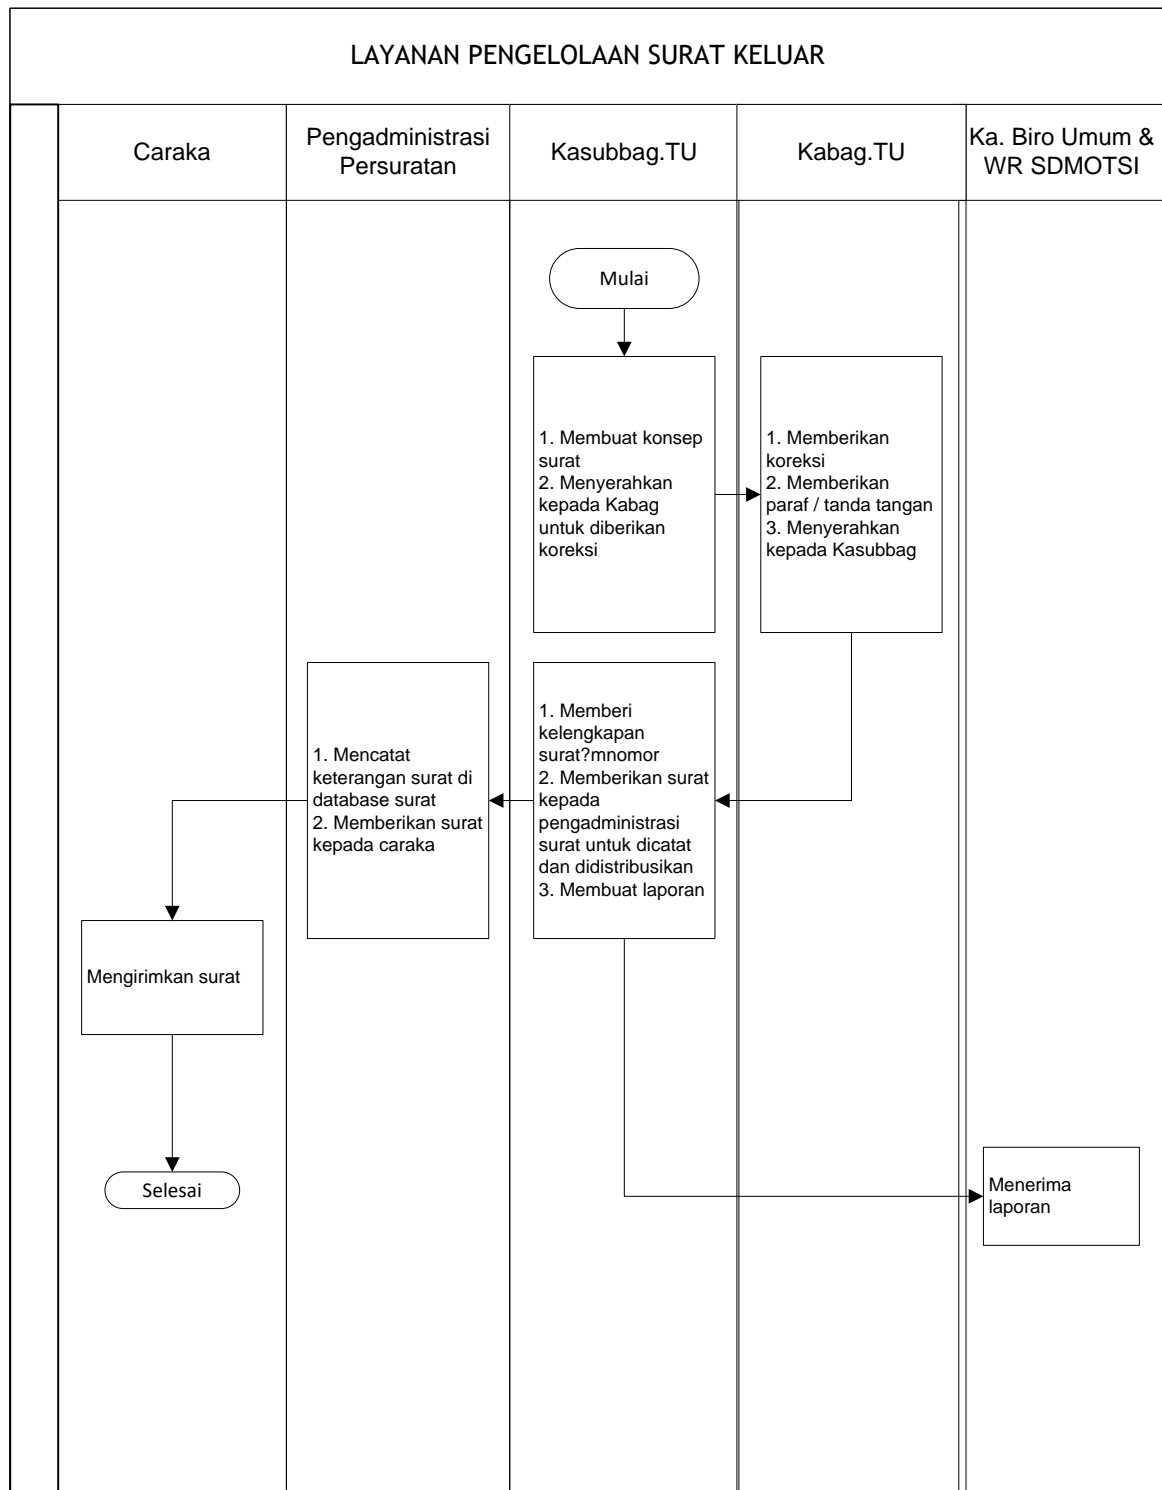 LAYANAN PENGELOLAAN SURAT KELUAR
Caraka
Pengadministrasi
Persuratan
Kasubbag.TU
Kabag.TU
Ka. Biro Umum &
WR SDMOTSI
Mulai
1. Membuat konsep
surat
2. Menyerahkan
kepada Kabag
untuk diberikan
koreksi
1. Memberikan
koreksi
2. Memberikan
paraf / tanda tangan
3. Menyerahkan
kepada Kasubbag
1. Memberi
kelengkapan
surat?mnomor
2. Memberikan surat
kepada
pengadministrasi
surat untuk dicatat
dan didistribusikan
3. Membuat laporan
1. Mencatat
keterangan surat di
database surat
2. Memberikan surat
kepada caraka
Mengirimkan surat
Selesai
Menerima
laporan